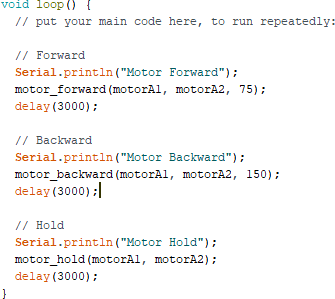 void loop() {
  // put your main code here, to run repeatedly:

  // Forward
  Serial.println("Motor Forward");
  motor_forward(motorA1, motorA2, 75);
  delay(3000);

  // Backward
  Serial.println("Motor Backward");
  motor_backward(motorA1, motorA2, 150);
  delay(3000);

  // Hold
  Serial.println("Motor Hold");
  motor_hold(motorA1, motorA2);
  delay(3000);
}